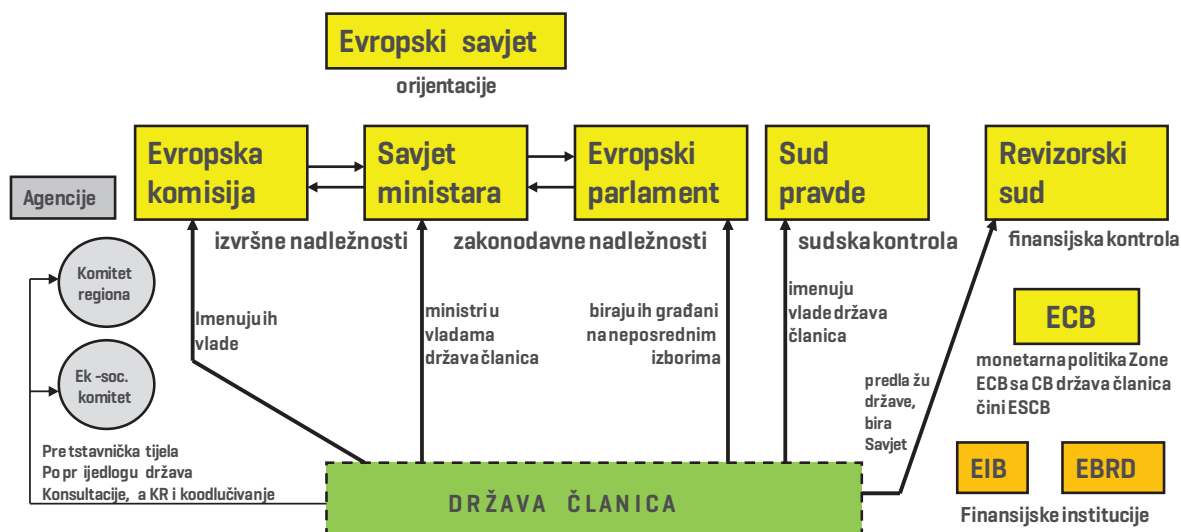 Evropski savjet
orijentacije
Evropska
komisija
Savjet
ministara
Evropski
parlament
Sud
pravde
Revizorski
sud
Agencije
izvršne nadležnosti
zakonodavne nadležnosti
sudska kontrola
finansijska kontrola
Komitet
regiona
Ek-soc.
komitet
Imenuju ih
vlade
ministri u
vladama
država članica
biraju ih građani
na neposrednim
izborima
imenuju
vlade država
članica
predla žu
države,
bira
Savjet
ECB
monetarna politika Zone
ECB sa CB država članica
čini ESCB
EIB
EBRD
Finansijske institucije
Pretstavnička tijela
Po pr ijedlogu država
Konsultacije, a KR i koodlučivanje
DRŽAVA ČLANICA